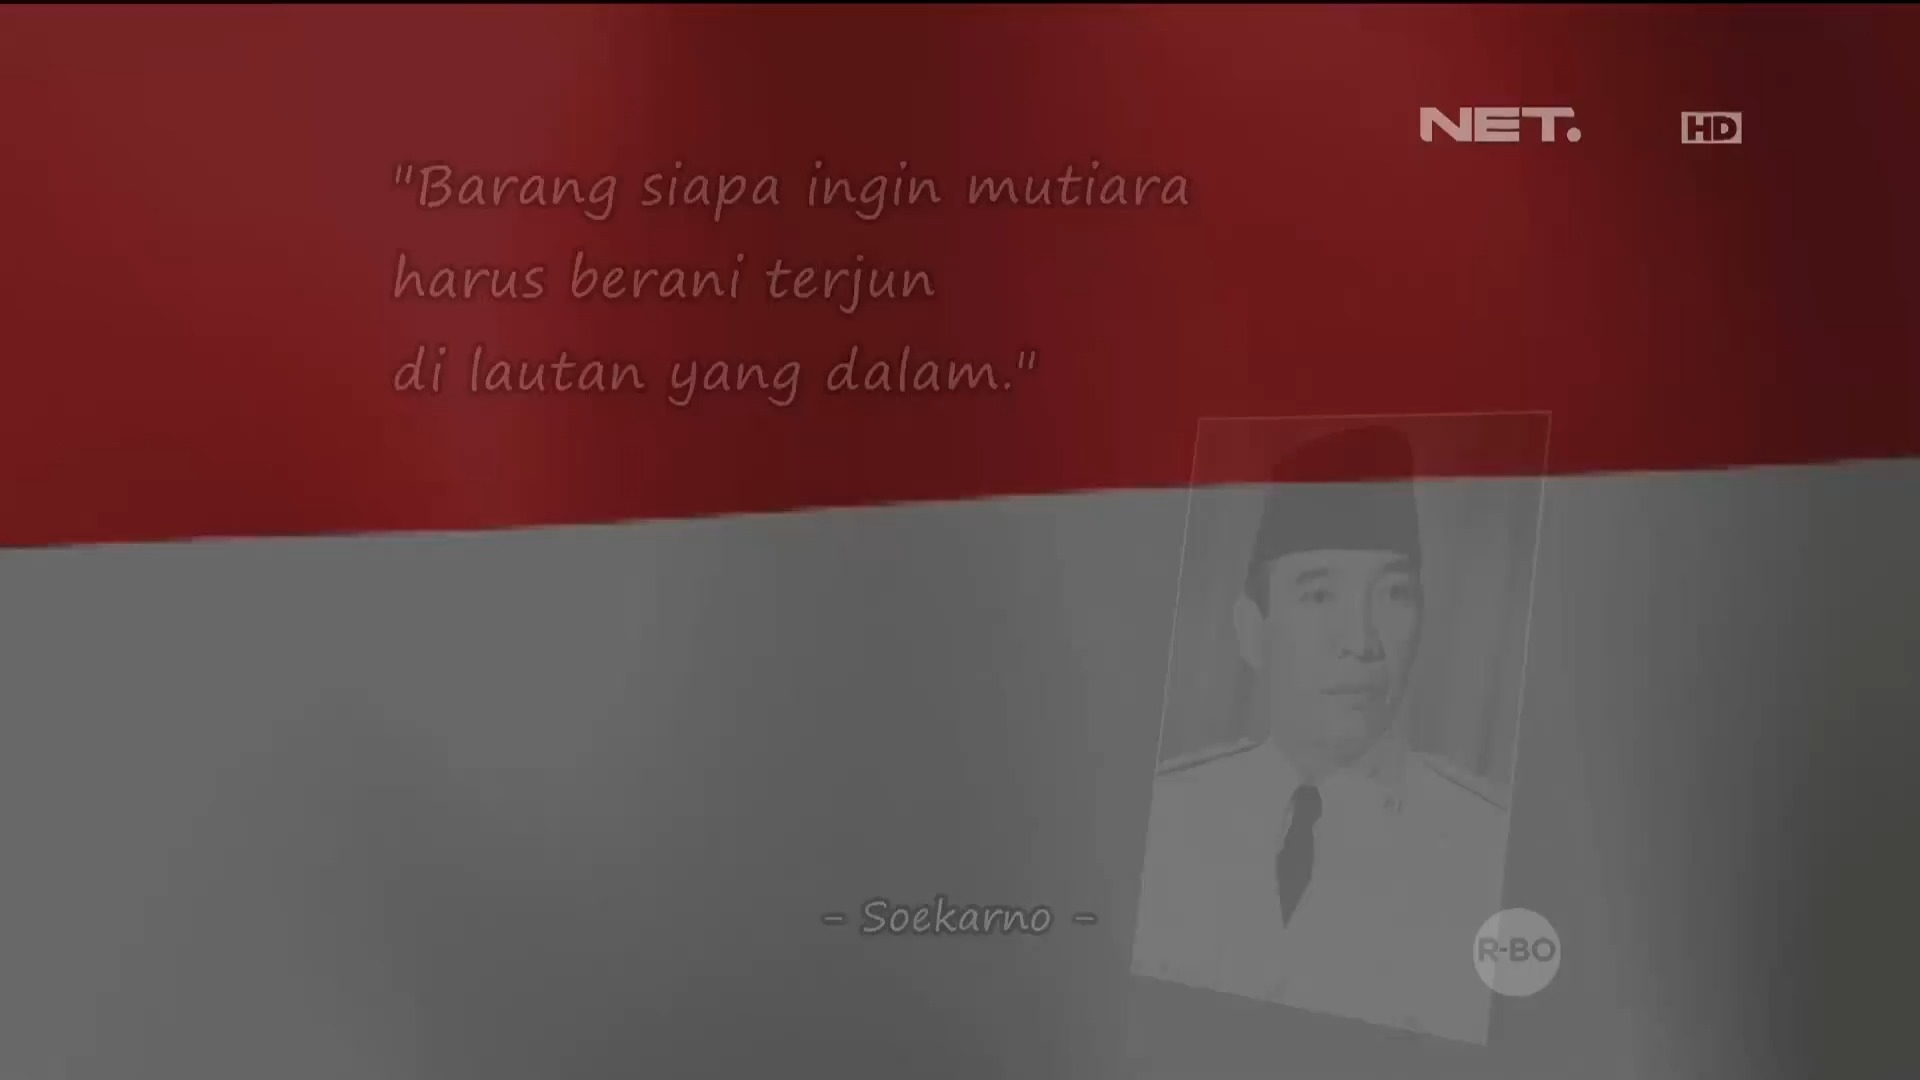 NET.
HD
"Barang siapa ingin mutiara
harus berani terjun
di lautan yang dalam."
- Soekarno -
R-BO